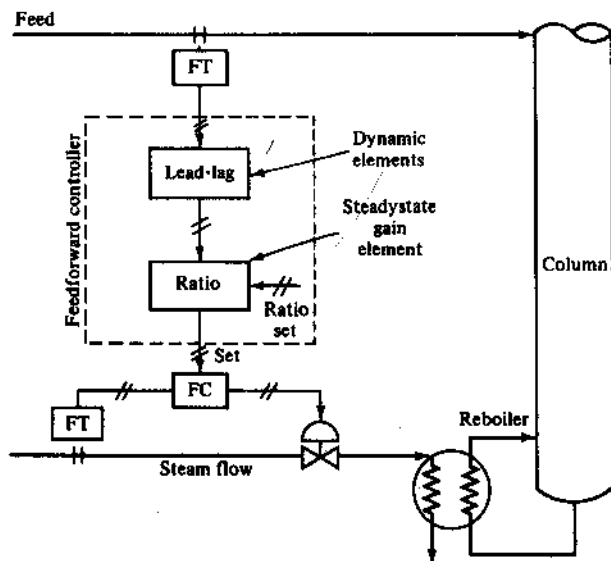 Feed
FT
Feedforward controller
Lead-lag
Dynamic
elements
Steadystate
gain
element
Ratio
Ratio
set
Column
Set
FC
FT
Reboiler
Steam flow